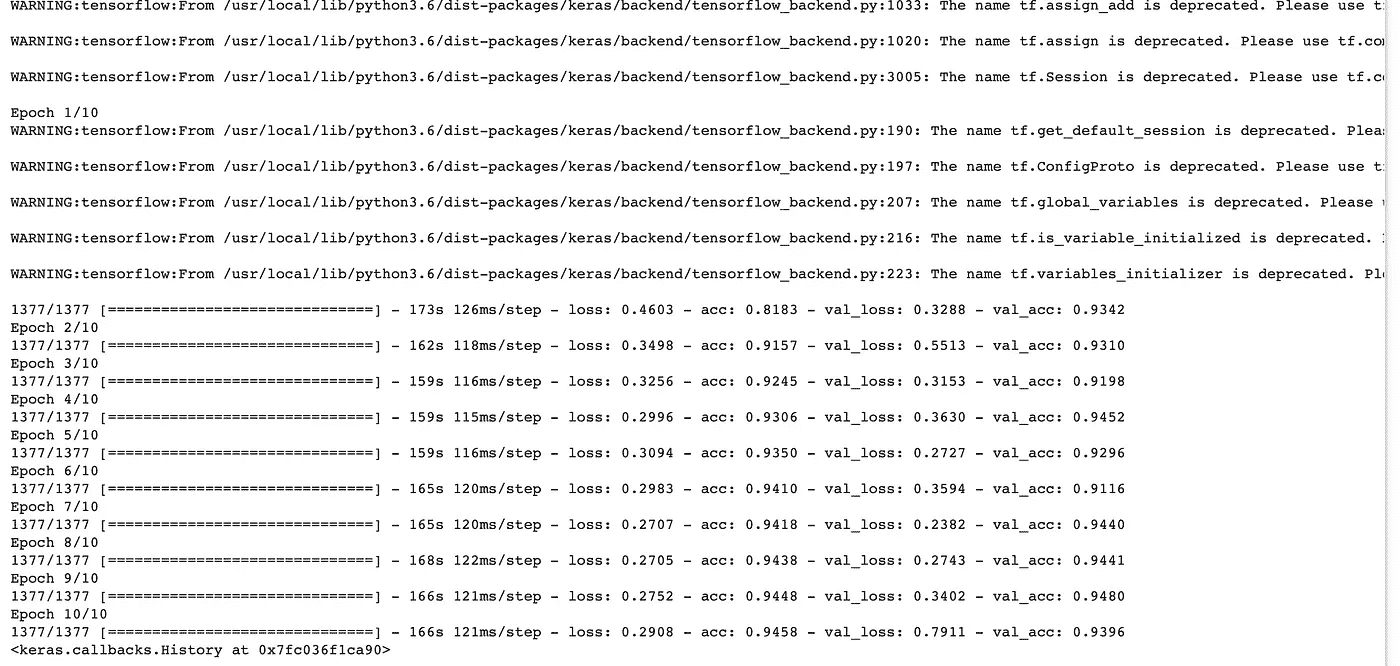 WARNING:tensorflow:From /usr/local/lib/python3.6/dist-packages/keras/backend/tensorflow_backend.py:1033: The name tf.assign_add is deprecated. Please use
WARNING:tensorflow:From /usr/local/lib/python3.6/dist-packages/keras/backend/tensorflow_backend.py:1020: The name tf.assign is deprecated. Please use
WARNING:tensorflow:From /usr/local/lib/python3.6/dist-packages/keras/backend/tensorflow_backend.py:3005: The name tf.Session is deprecated. Please use
Epoch 1/10
WARNING:tensorflow:From /usr/local/lib/python3.6/dist-packages/keras/backend/tensorflow_backend.py:190: The name tf.get_default_session is deprecated.
WARNING:tensorflow:From /usr/local/lib/python3.6/dist-packages/keras/backend/tensorflow_backend.py:197: The name tf.ConfigProto is deprecated. Please use
WARNING:tensorflow:From /usr/local/lib/python3.6/dist-packages/keras/backend/tensorflow_backend.py:207: The name tf.global_variables is deprecated. Please
WARNING:tensorflow:From /usr/local/lib/python3.6/dist-packages/keras/backend/tensorflow_backend.py:216: The name tf.is_variable_initialized is deprecated.
WARNING:tensorflow:From /usr/local/lib/python3.6/dist-packages/keras/backend/tensorflow_backend.py:223: The name tf.variables_initializer is deprecated.
1377/1377 [==============================] - 173s 126ms/step - loss: 0.4603 - acc: 0.8183 - val_loss: 0.3288 - val_acc: 0.9342
Epoch 2/10
1377/1377 [==============================] - 162s 118ms/step - loss: 0.3498 - acc: 0.9157 - val_loss: 0.5513 - val_acc: 0.9310
Epoch 3/10
1377/1377 [==============================] - 159s 116ms/step - loss: 0.3256 - acc: 0.9245 - val_loss: 0.3153 - val_acc: 0.9198
Epoch 4/10
1377/1377 [==============================] - 159s 115ms/step - loss: 0.2996 - acc: 0.9306 - val_loss: 0.3630 - val_acc: 0.9452
Epoch 5/10
1377/1377 [==============================] - 159s 116ms/step - loss: 0.3094 - acc: 0.9350 - val_loss: 0.2727 - val_acc: 0.9296
Epoch 6/10
1377/1377 [==============================] - 165s 120ms/step - loss: 0.2983 - acc: 0.9410 - val_loss: 0.3594 - val_acc: 0.9116
Epoch 7/10
1377/1377 [==============================] - 165s 120ms/step - loss: 0.2707 - acc: 0.9418 - val_loss: 0.2382 - val_acc: 0.9440
Epoch 8/10
1377/1377 [==============================] - 168s 122ms/step - loss: 0.2705 - acc: 0.9438 - val_loss: 0.2743 - val_acc: 0.9441
Epoch 9/10
1377/1377 [==============================] - 166s 121ms/step - loss: 0.2752 - acc: 0.9448 - val_loss: 0.3402 - val_acc: 0.9480
Epoch 10/10
1377/1377 [==============================] - 166s 121ms/step - loss: 0.2908 - acc: 0.9458 - val_loss: 0.7911 - val_acc: 0.9396
<keras.callbacks.History at 0x7fc036f1ca90>